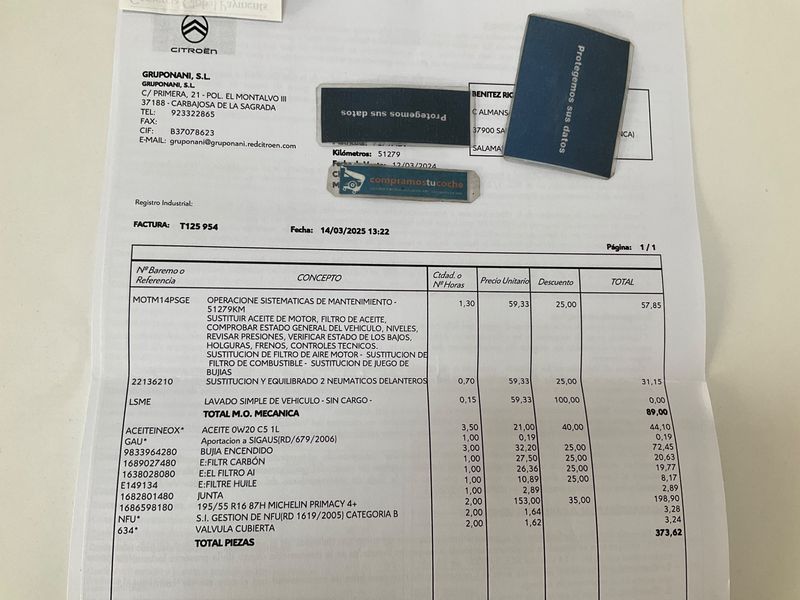 Comercia Global Payments
CITROËN
GRUPONANI, S.L.
GRUPONANI, S.L.
C/ PRIMERA, 21 - POL. EL MONTALVO III
37188 - CARBAJOSA DE LA SAGRADA
TEL: 923322865
FAX:
CIF: B37078623
E-MAIL: gruponani@gruponani.redcitroen.com
Protegemos sus datos
Protegemos sus datos
BENITEZ RIC
C ALMANS
37900 SA
CA)
SALAMA
Kilómetros: 51279
12/03/2024
compramostucoche
Registro Industrial:
FACTURA: T125 954 Fecha: 14/03/2025 13:22
Página: 1 / 1
Nº Baremo o Referencia CONCEPTO Ctdad. o Nº Horas Precio Unitario Descuento TOTAL
MOTM14PSGE OPERACIONE SISTEMATICAS DE MANTENIMIENTO - 1,30 59,33 25,00 57,85
51279KM
SUSTITUIR ACEITE DE MOTOR, FILTRO DE ACEITE,
COMPROBAR ESTADO GENERAL DEL VEHICULO, NIVELES,
REVISAR PRESIONES, VERIFICAR ESTADO DE LOS BAJOS,
HOLGURAS, FRENOS, CONTROLES TECNICOS.
SUSTITUCION DE FILTRO DE AIRE MOTOR - SUSTITUCION DE
FILTRO DE COMBUSTIBLE - SUSTITUCION DE JUEGO DE
BUJIAS
22136210 SUSTITUCION Y EQUILIBRADO 2 NEUMATICOS DELANTEROS 0,70 59,33 25,00 31,15
LSME LAVADO SIMPLE DE VEHICULO - SIN CARGO - 0,15 59,33 100,00 0,00
TOTAL M.O. MECANICA 89,00
ACEITEINEOX* ACEITE 0W20 C5 1L 3,50 21,00 40,00 44,10
GAU* Aportacion a SIGAUS(RD/679/2006) 1,00 0,19 0,19
9833964280 BUJIA ENCENDIDO 3,00 32,20 25,00 72,45
1689027480 E:FILTR CARBÓN 1,00 27,50 25,00 20,63
1638028080 E:EL FILTRO AI 1,00 26,36 25,00 19,77
E149134 E:FILTRE HUILE 1,00 10,89 25,00 8,17
1682801480 JUNTA 1,00 2,89 2,89
1686598180 195/55 R16 87H MICHELIN PRIMACY 4+ 2,00 153,00 35,00 198,90
NFU* S.I. GESTION DE NFU(RD 1619/2005) CATEGORIA B 2,00 1,64 3,28
634* VALVULA CUBIERTA 2,00 1,62 3,24
TOTAL PIEZAS 373,62